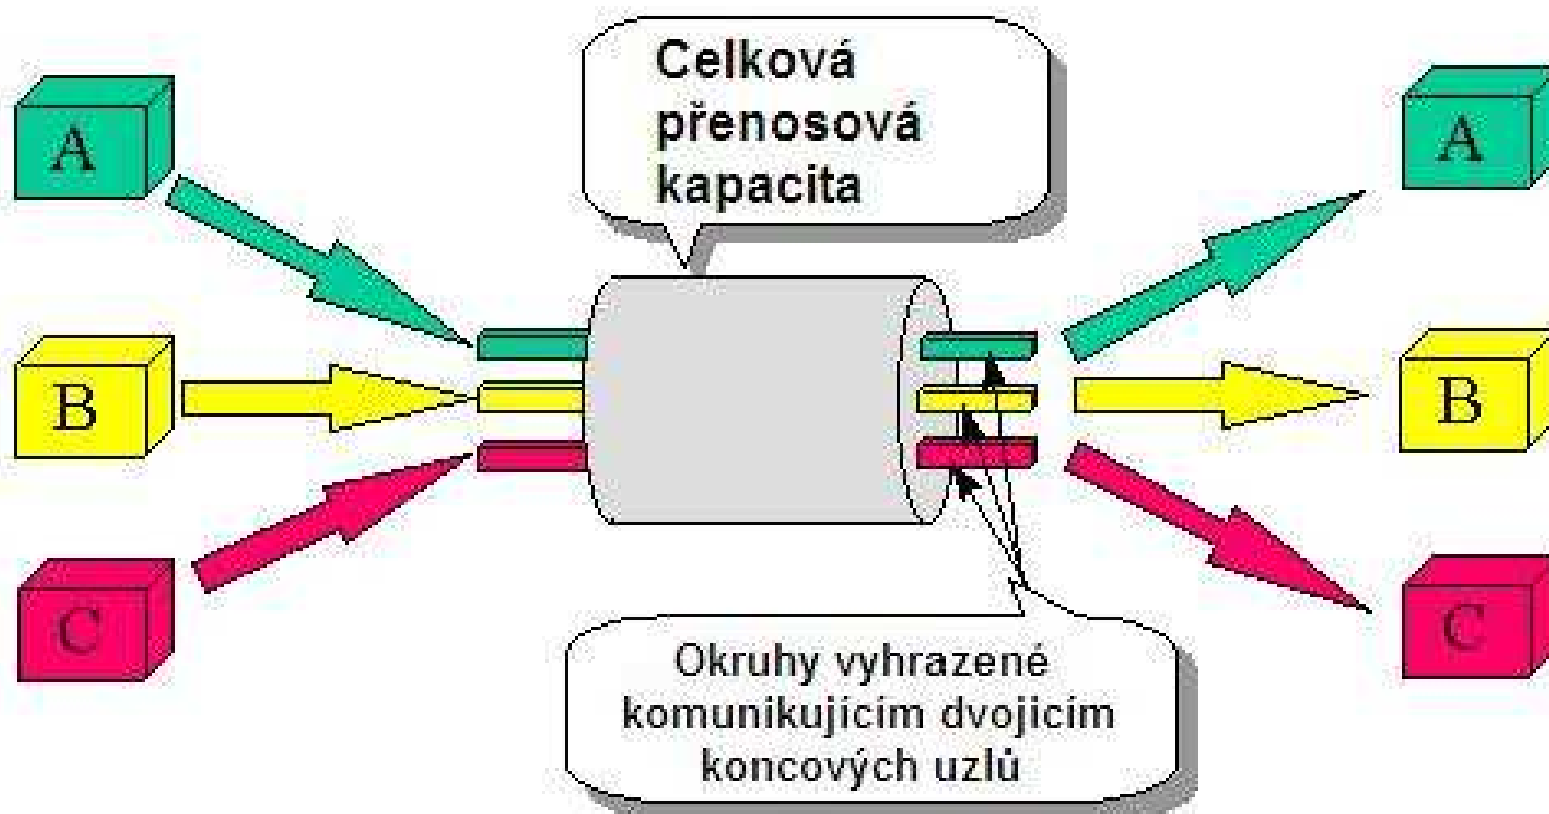 Celková
přenosová
kapacita
A
A
B
B
C
C
Okruhy vyhrazené
komunikujícím dvojicím
koncových uzlů